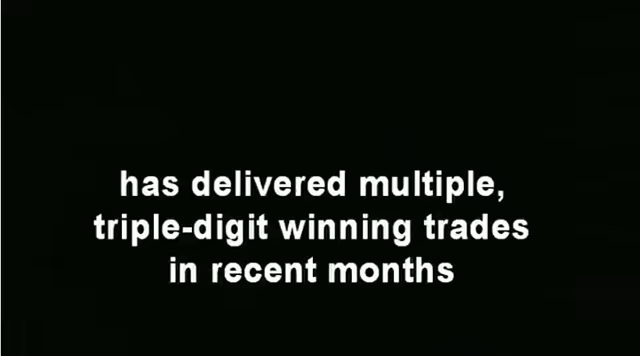 has delivered multiple,
triple-digit winning trades
in recent months